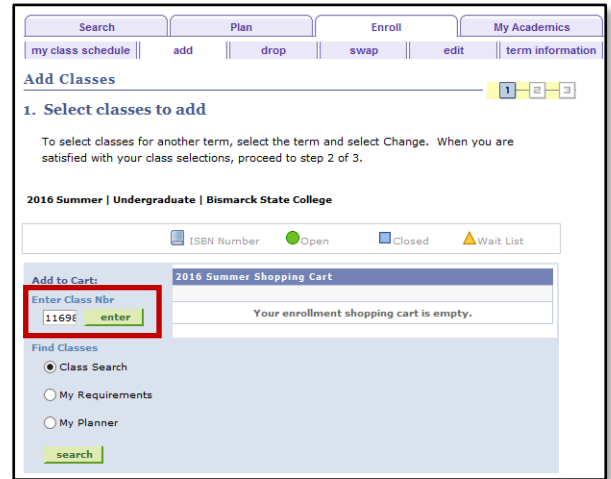 Search Plan Enroll My Academics
my class schedule add drop swap edit term information
Add Classes
1 2 3
1. Select classes to add
To select classes for another term, select the term and select Change. When you are
satisfied with your class selections, proceed to step 2 of 3.
2016 Summer | Undergraduate | Bismarck State College
ISBN Number Open Closed Wait List
Add to Cart:
2016 Summer Shopping Cart
Enter Class Nbr
11698 enter
Your enrollment shopping cart is empty.
Find Classes
Class Search
My Requirements
My Planner
search